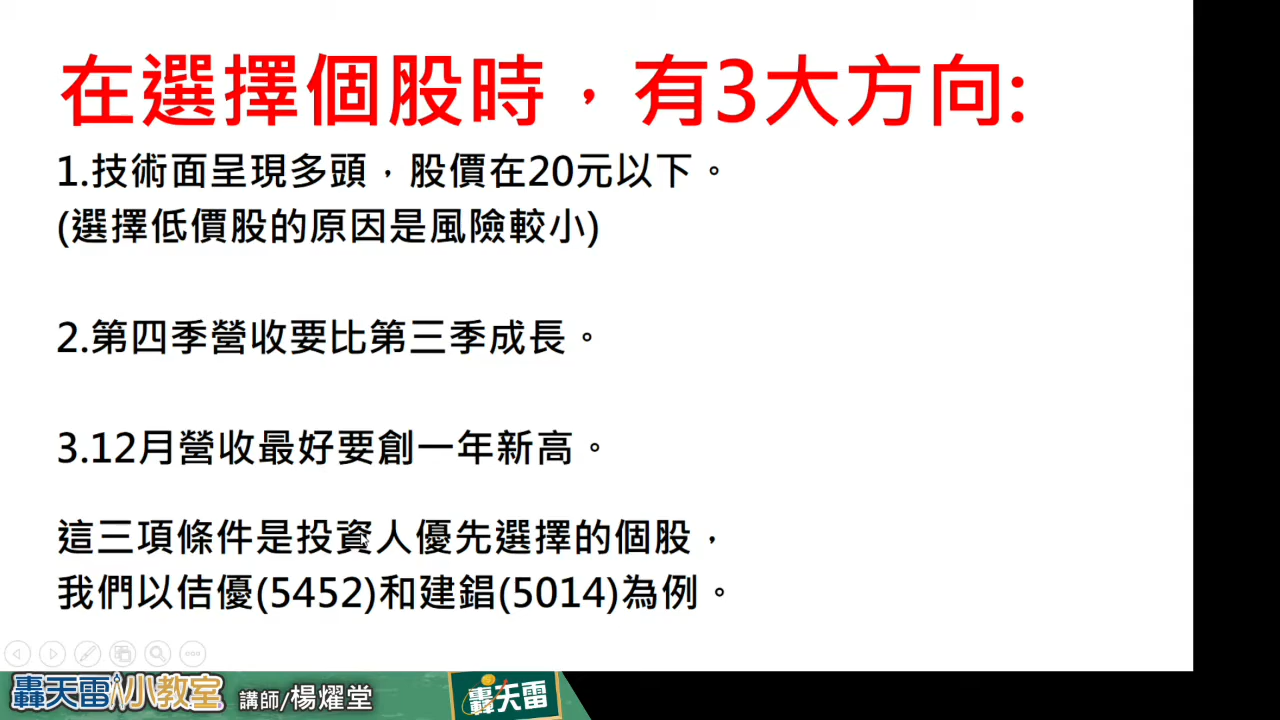 在選擇個股時，有3大方向:
1.技術面呈現多頭，股價在20元以下。
(選擇低價股的原因是風險較小)
2.第四季營收要比第三季成長。
3.12月營收最好要創一年新高。
這三項條件是投資人優先選擇的個股，
我們以佶優(5452)和建錩(5014)為例。
轟天雷小教室 講師/楊燿堂 轟天雷